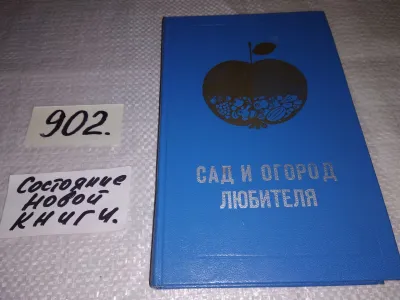 902.
Состояние
Новой
КНИГИ.
САД И ОГОРОД
ЛЮБИТЕЛЯ